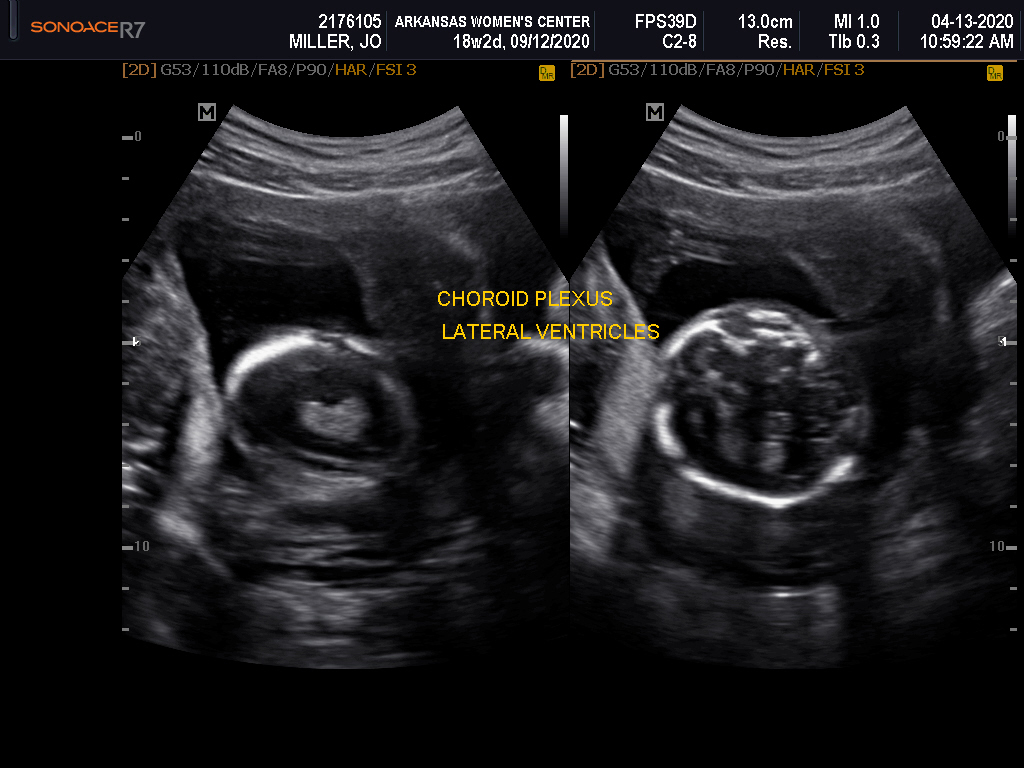 SONOACE R7
2176105
MILLER, JO
ARKANSAS WOMEN'S CENTER
18w2d, 09/12/2020
FPS39D
C2-8
13.0cm
Res.
MI 1.0
TIb 0.3
04-13-2020
10:59:22 AM
[2D] G53/110dB/FA8/P90/HAR/FSI 3
[2D] G53/110dB/FA8/P90/HAR/FSI 3
M
M
0
0
CHOROID PLEXUS
LATERAL VENTRICLES
10
10